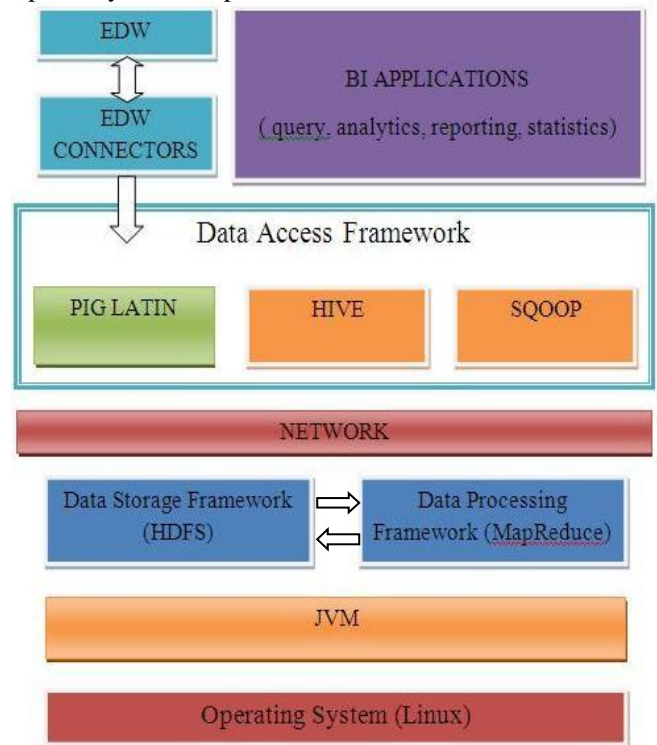 EDW
EDW
CONNECTORS
BI APPLICATIONS
( query, analytics, reporting, statistics)
Data Access Framework
PIG LATIN
HIVE
SQOOP
NETWORK
Data Storage Framework
(HDFS)
Data Processing
Framework (MapReduce)
JVM
Operating System (Linux)